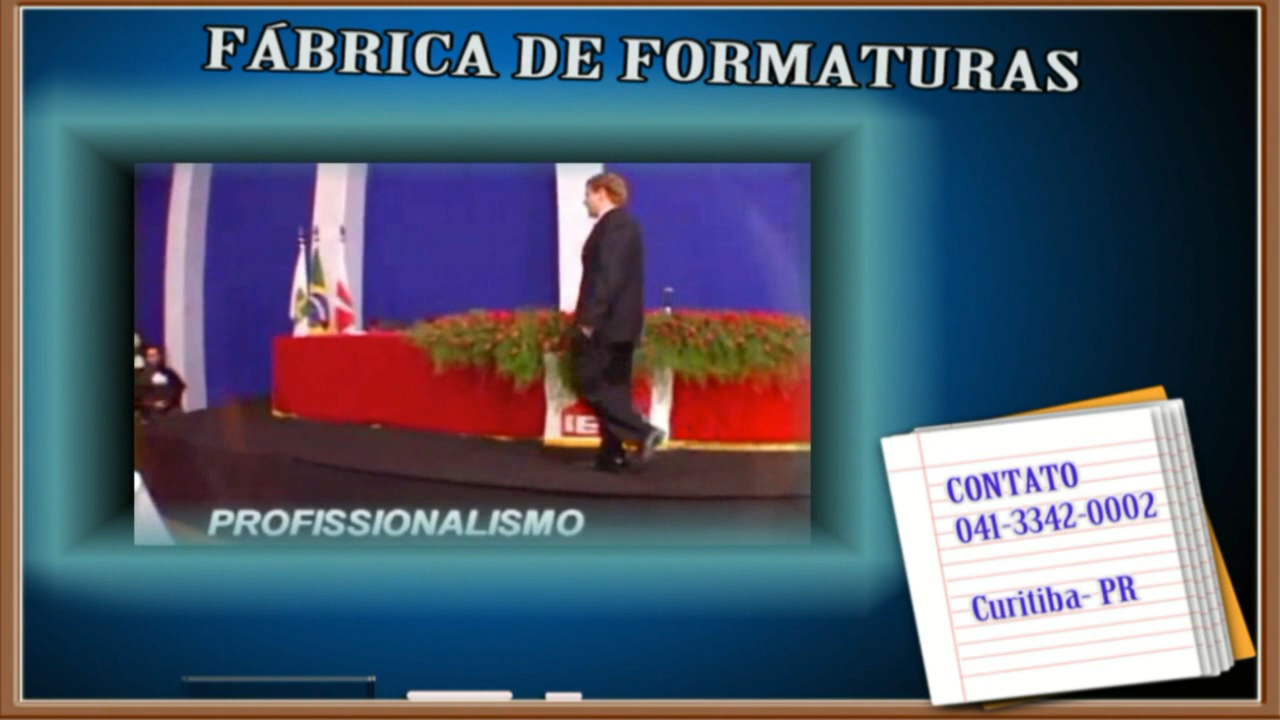 FÁBRICA DE FORMATURAS
PROFISSIONALISMO
CONTATO
041-3342-0002
Curitiba- PR